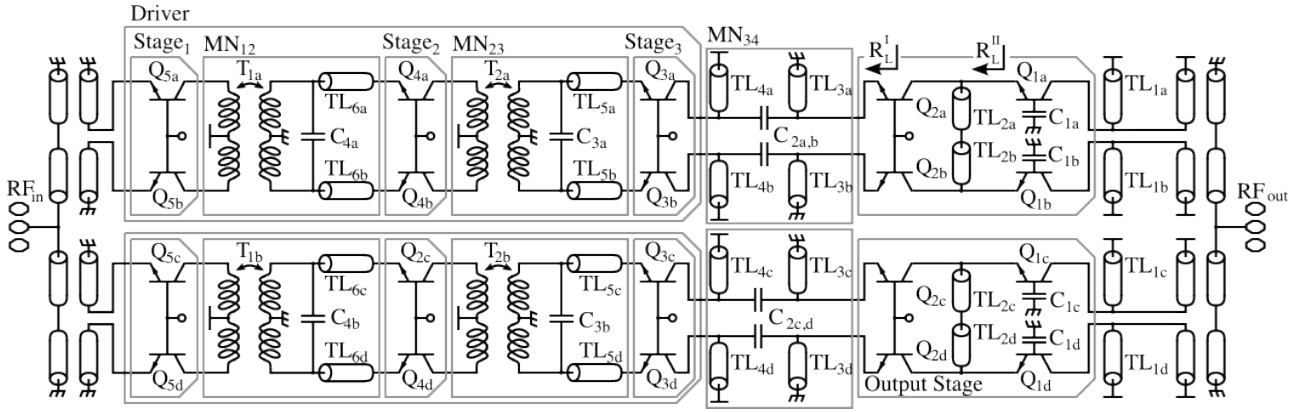 Driver
Stage1 MN12 Stage2 MN23 Stage3 MN34
Q5a T1a TL6a Q4a T2a TL5a Q3a TL4a TL3a R_L^I R_L^II Q1a TL1a
C4a C3a C2a,b Q2a TL2a C1a
Q5b TL6b Q4b TL5b Q3b TL4b TL3b Q2b TL2b C1b Q1b TL1b
RFin RFout
Q5c T1b TL6c Q2c T2b TL5c Q3c TL4c TL3c Q1c TL1c
C4b C3b C2c,d Q2c TL2c C1c
Q5d TL6d Q4d TL5d Q3d TL4d TL3d Q2d TL2d C1d Q1d TL1d
Output Stage